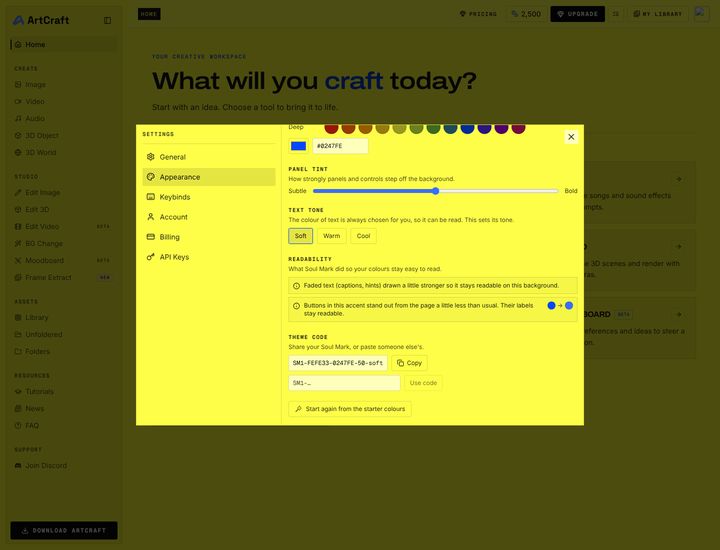 ArtCraft
HOME
PRICING
2,500
UPGRADE
MY LIBRARY
Home
CREATE
Image
Video
Audio
3D Object
3D World
STUDIO
Edit Image
Edit 3D
Edit Video BETA
BG Change
Moodboards BETA
Frame Extract NEW
ASSETS
Library
Unfoldered
Folders
RESOURCES
Tutorials
News
FAQ
SUPPORT
Join Discord
DOWNLOAD ARTCRAFT
YOUR CREATIVE WORKSPACE
What will you craft today?
Start with an idea. Choose a tool to bring it to life.
SETTINGS
General
Appearance
Keybinds
Account
Billing
API Keys
Deep
#0247FE
PANEL TINT
How strongly panels and controls step off the background.
Subtle
Bold
TEXT TONE
The colour of text is always chosen for you, so it can be read. This sets its tone.
Soft
Warm
Cool
READABILITY
What Soul Mark did so your colours stay easy to read.
Faded text (captions, hints) drawn a little stronger so it stays readable on this background.
Buttons in this accent stand out from the page a little less than usual. Their labels
stay readable.
THEME CODE
Share your Soul Mark, or paste someone else's.
SM1-FEFE33-0247FE-50-soft
Copy
SM1-…
Use code
Start again from the starter colours
songs and sound effects
mpts.
3D scenes and render with
ras.
BOARD BETA
eferences and ideas to steer a
on.